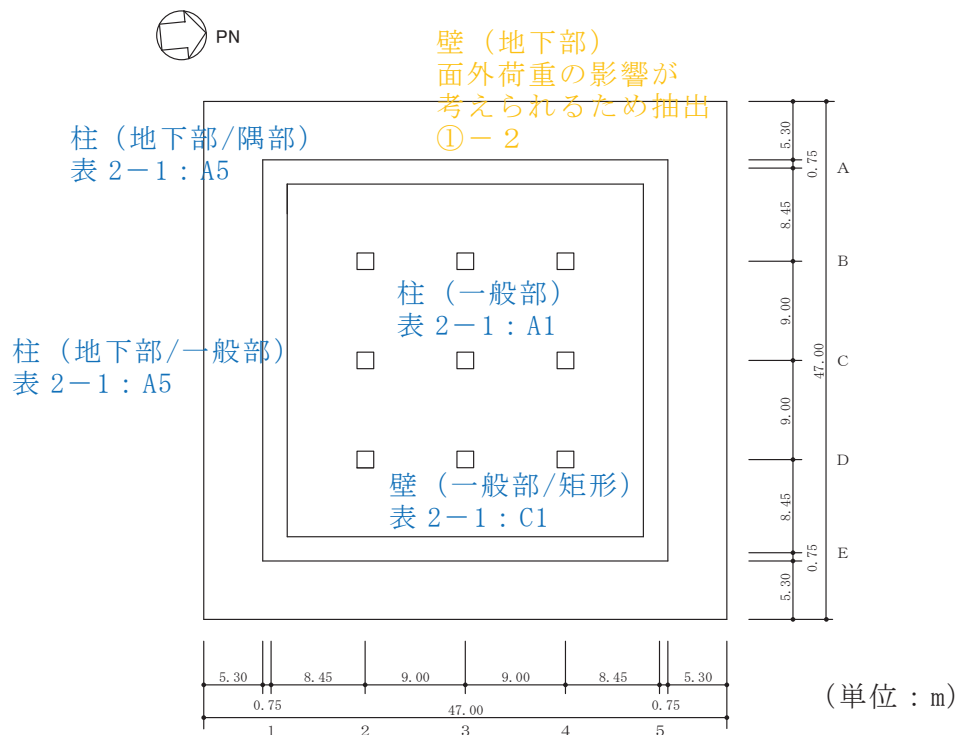 PN
壁（地下部）
面外荷重の影響が
考えられるため抽出
①－2
柱（地下部/隅部）
表 2－1：A5
柱（一般部）
表 2－1：A1
柱（地下部/一般部）
表 2－1：A5
壁（一般部/矩形）
表 2－1：C1
5.30
0.75
A
8.45
B
9.00
47.00
C
9.00
D
8.45
0.75
E
5.30
5.30
8.45
9.00
9.00
8.45
5.30
0.75
47.00
0.75
1
2
3
4
5
（単位：m）